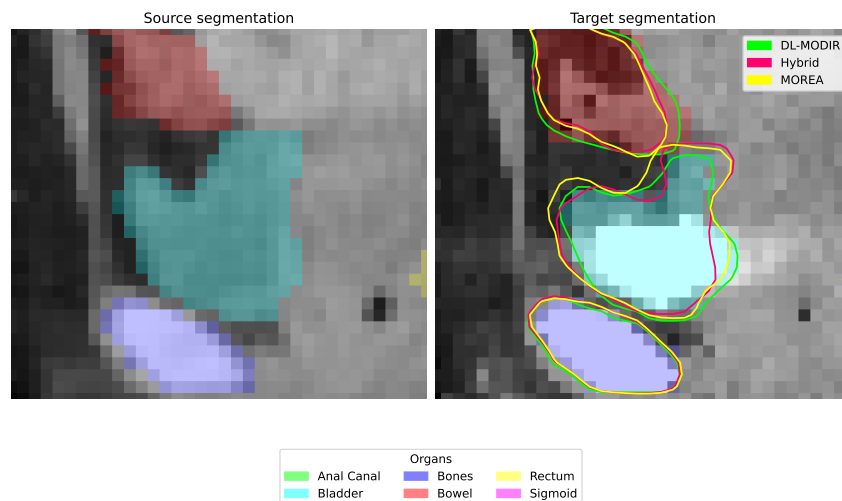 Source segmentation
Target segmentation
DL-MODIR
Hybrid
MOREA
Organs
Anal Canal
Bones
Rectum
Bladder
Bowel
Sigmoid